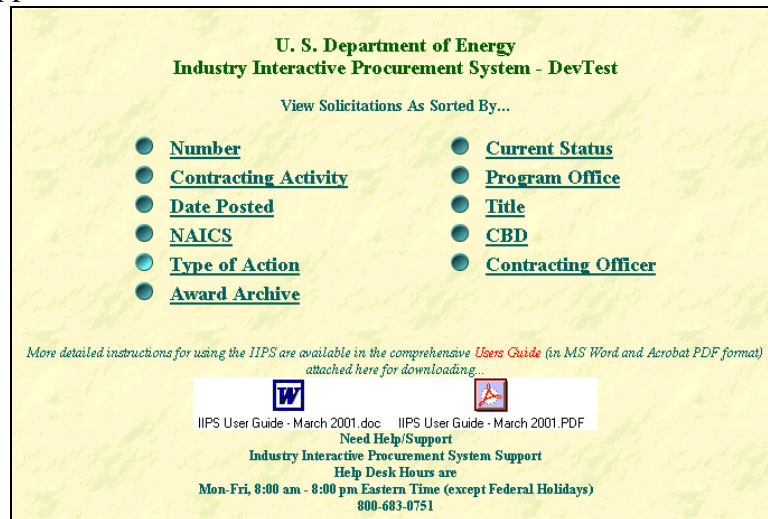 U. S. Department of Energy
Industry Interactive Procurement System - DevTest
View Solicitations As Sorted By...
Number
Contracting Activity
Date Posted
NAICS
Type of Action
Award Archive
Current Status
Program Office
Title
CBD
Contracting Officer
More detailed instructions for using the IIPS are available in the comprehensive Users Guide (in MS Word and Acrobat PDF format)
attached here for downloading...
IIPS User Guide - March 2001.doc
IIPS User Guide - March 2001.PDF
Need Help/Support
Industry Interactive Procurement System Support
Help Desk Hours are
Mon-Fri, 8:00 am - 8:00 pm Eastern Time (except Federal Holidays)
800-683-0751